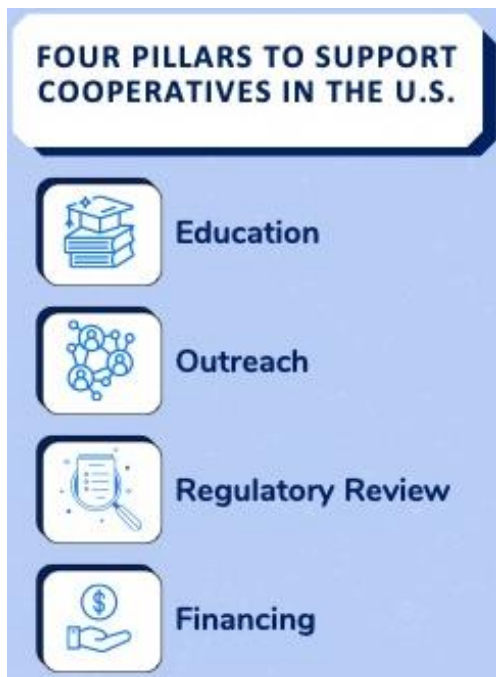 FOUR PILLARS TO SUPPORT
COOPERATIVES IN THE U.S.
Education
Outreach
Regulatory Review
$
Financing